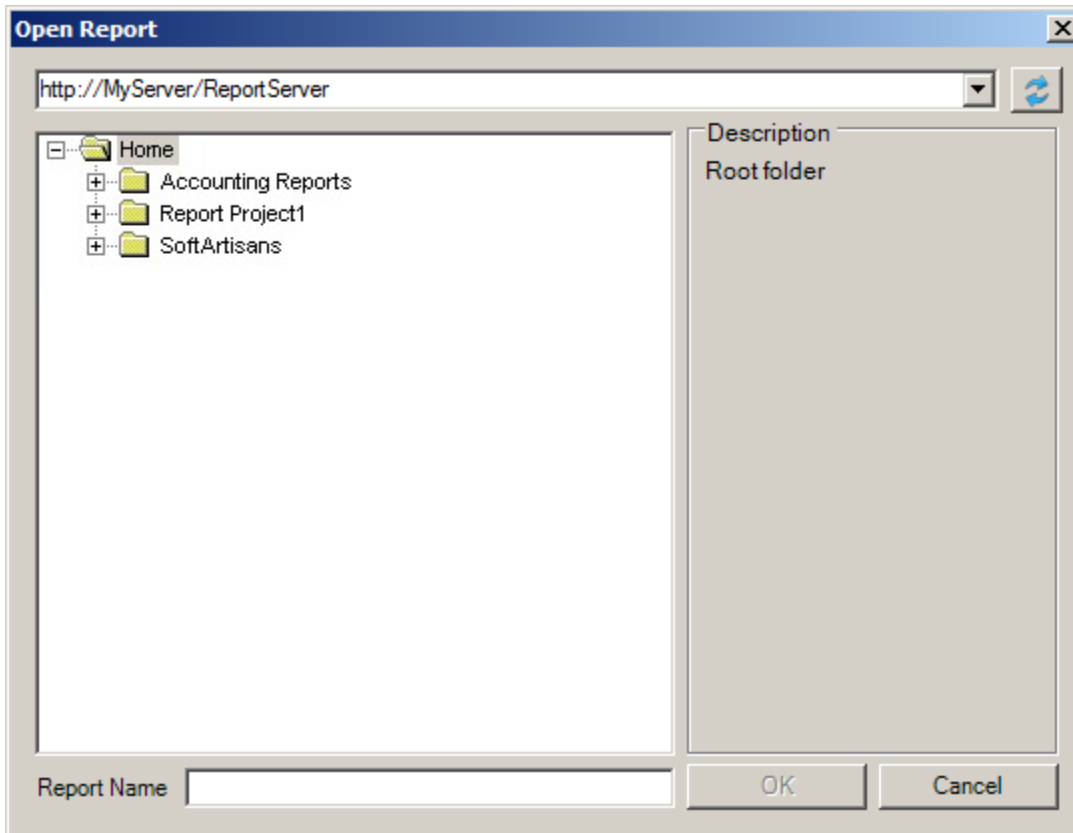 Open Report
http://MyServer/ReportServer
Home
Accounting Reports
Report Project1
SoftArtisans
Description
Root folder
Report Name
OK
Cancel